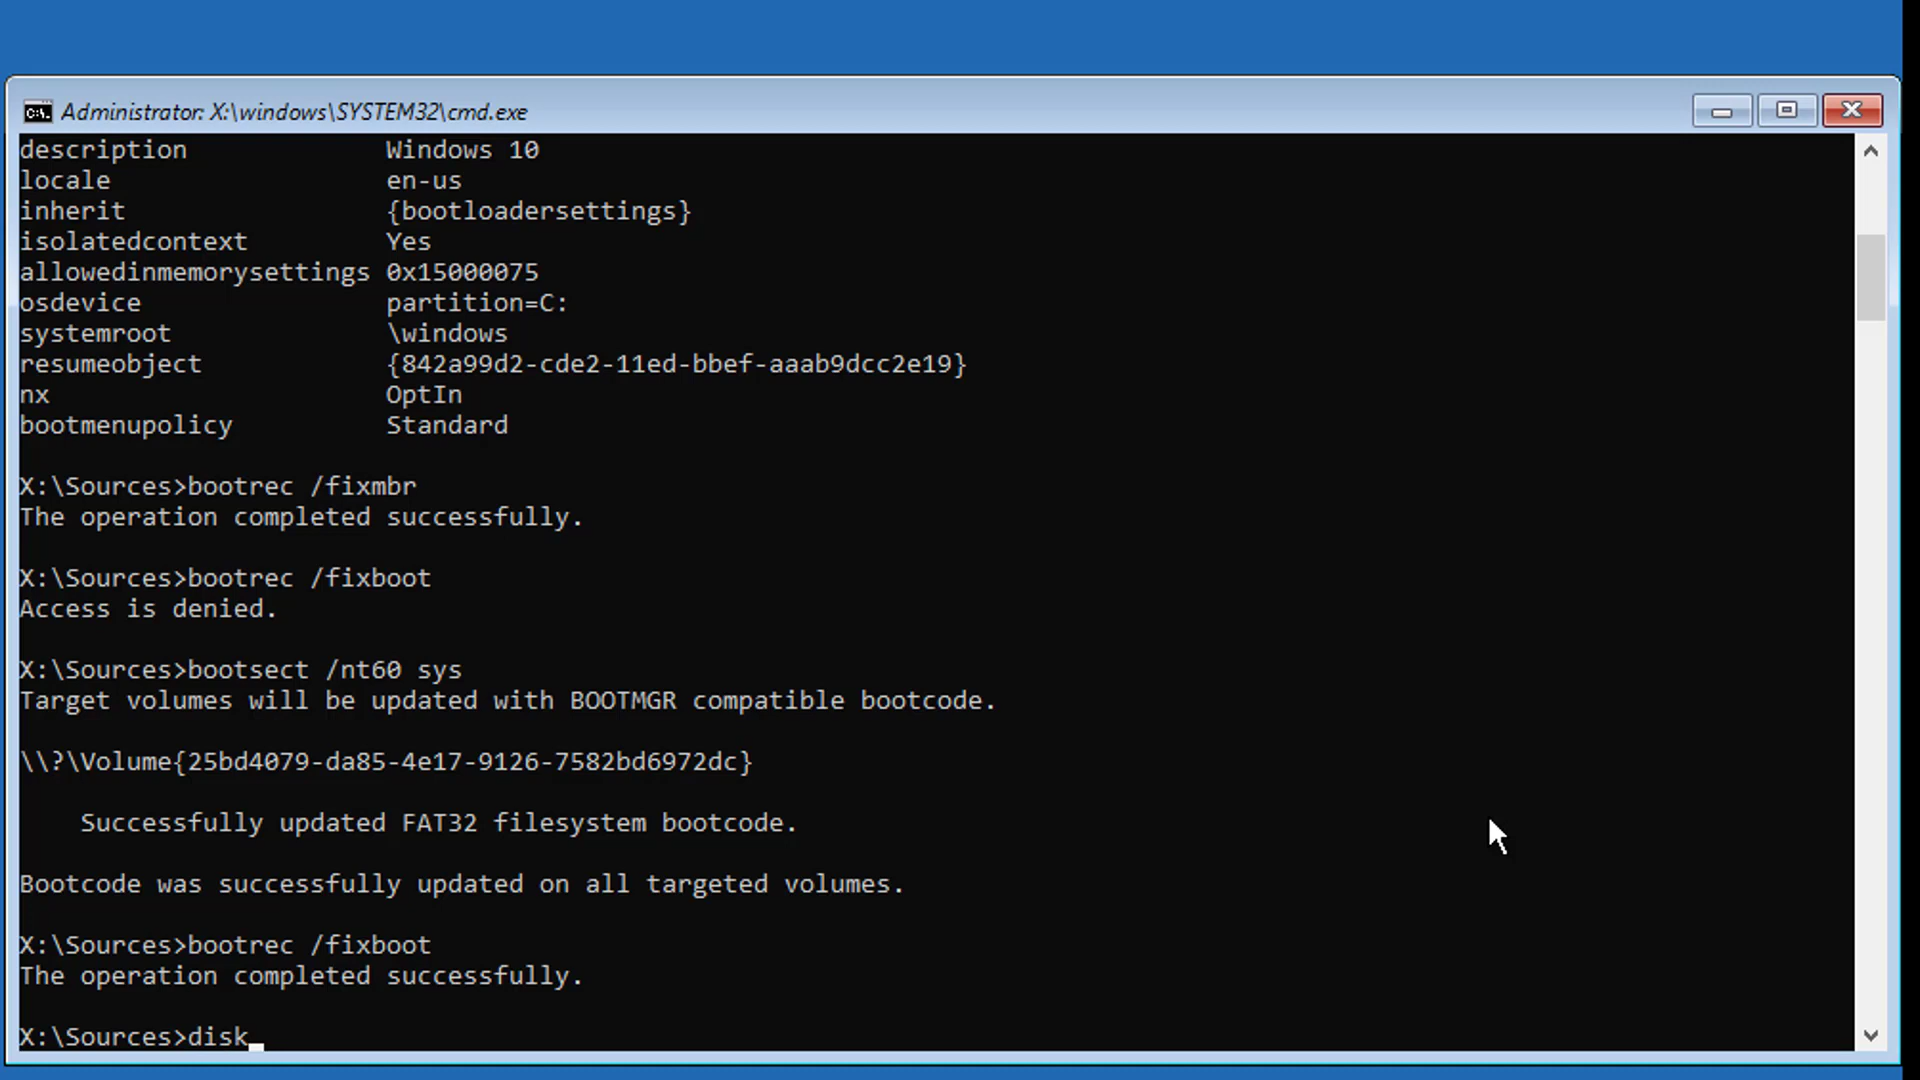 Administrator: X:\windows\SYSTEM32\cmd.exe
description Windows 10
locale en-us
inherit {bootloadersettings}
isolatedcontext Yes
allowedinmemorysettings 0x15000075
osdevice partition=C:
systemroot \windows
resumeobject {842a99d2-cde2-11ed-bbef-aaab9dcc2e19}
nx OptIn
bootmenupolicy Standard
X:\Sources>bootrec /fixmbr
The operation completed successfully.
X:\Sources>bootrec /fixboot
Access is denied.
X:\Sources>bootsect /nt60 sys
Target volumes will be updated with BOOTMGR compatible bootcode.
\\?\Volume{25bd4079-da85-4e17-9126-7582bd6972dc}
Successfully updated FAT32 filesystem bootcode.
Bootcode was successfully updated on all targeted volumes.
X:\Sources>bootrec /fixboot
The operation completed successfully.
X:\Sources>disk